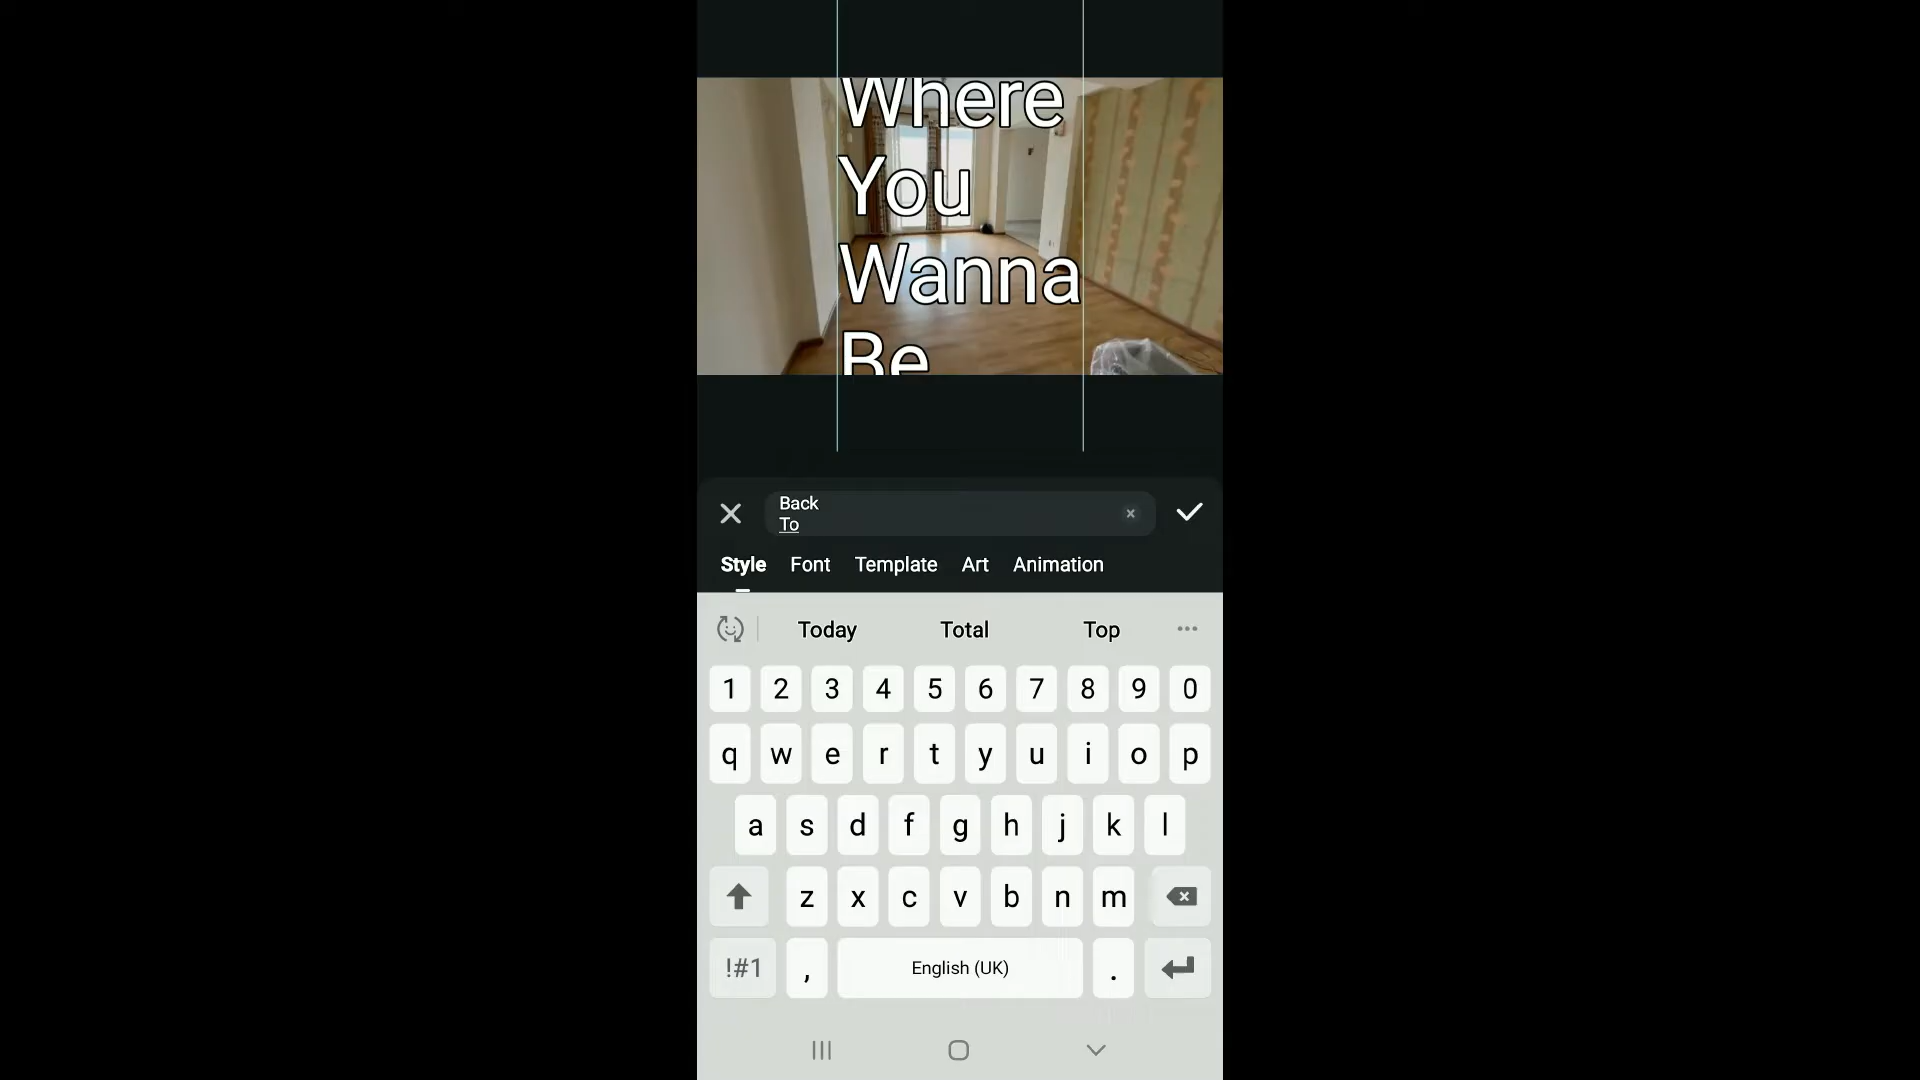 Where
You
Wanna
Be
Back
To
Style Font Template Art Animation
Today Total Top
1 2 3 4 5 6 7 8 9 0
q w e r t y u i o p
a s d f g h j k l
z x c v b n m
!#1 , English (UK) .